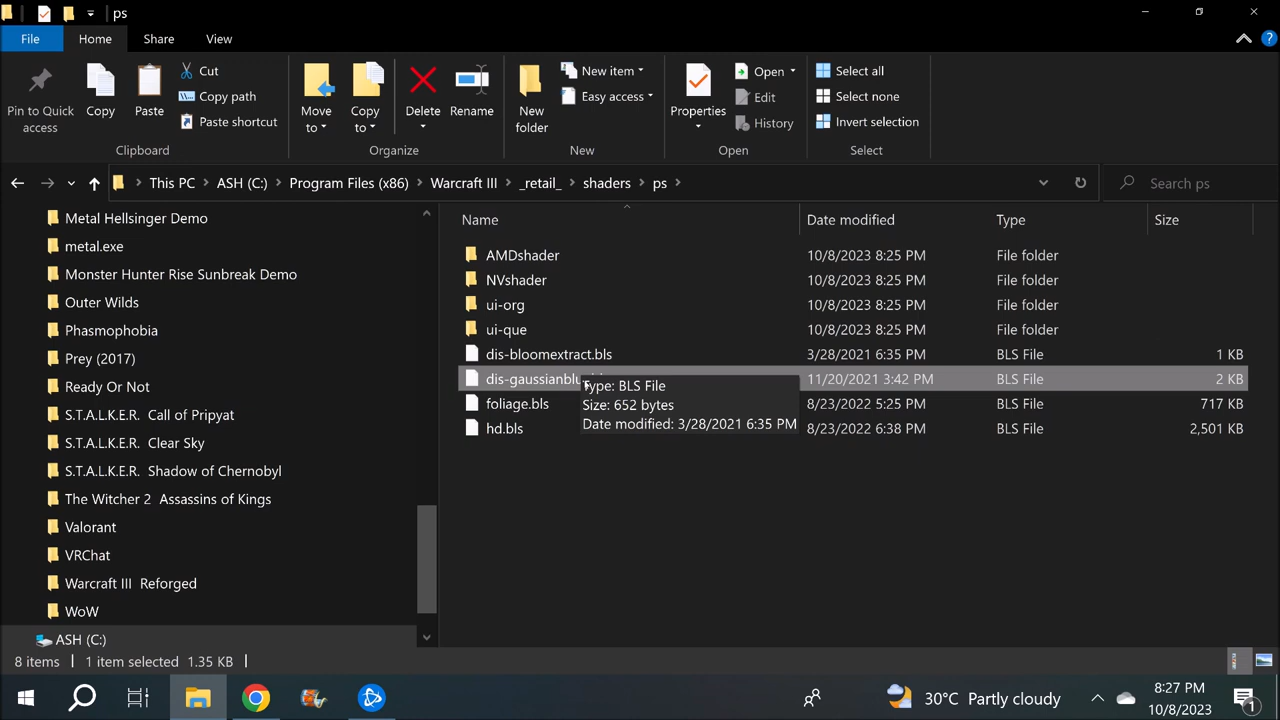 ps
File Home Share View
Pin to Quick access
Copy
Paste
Cut
Copy path
Paste shortcut
Clipboard
Move to
Copy to
Delete
Rename
Organize
New folder
New item
Easy access
New
Properties
Open
Edit
History
Open
Select all
Select none
Invert selection
Select
This PC > ASH (C:) > Program Files (x86) > Warcraft III > _retail_ > shaders > ps >
Search ps
Metal Hellsinger Demo
metal.exe
Monster Hunter Rise Sunbreak Demo
Outer Wilds
Phasmophobia
Prey (2017)
Ready Or Not
S.T.A.L.K.E.R. Call of Pripyat
S.T.A.L.K.E.R. Clear Sky
S.T.A.L.K.E.R. Shadow of Chernobyl
The Witcher 2 Assassins of Kings
Valorant
VRChat
Warcraft III Reforged
WoW
ASH (C:)
Name Date modified Type Size
AMDshader 10/8/2023 8:25 PM File folder
NVshader 10/8/2023 8:25 PM File folder
ui-org 10/8/2023 8:25 PM File folder
ui-que 10/8/2023 8:25 PM File folder
dis-bloomextract.bls 3/28/2021 6:35 PM BLS File 1 KB
11/20/2021 3:42 PM BLS File 2 KB
foliage.bls 8/23/2022 5:25 PM BLS File 717 KB
hd.bls 8/23/2022 6:38 PM BLS File 2,501 KB
Type: BLS File
Size: 652 bytes
Date modified: 3/28/2021 6:35 PM
8 items 1 item selected 1.35 KB
30°C Partly cloudy
8:27 PM
10/8/2023
1